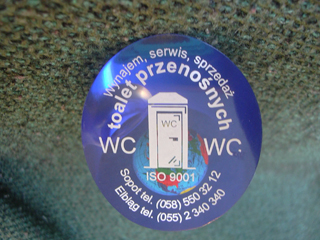 Wynajem, serwis, sprzedaż
toalet przenośnych
WC
WC WC
ISO 9001
Sopot tel. (058) 550 32 12
Elbląg tel. (055) 2 340 340